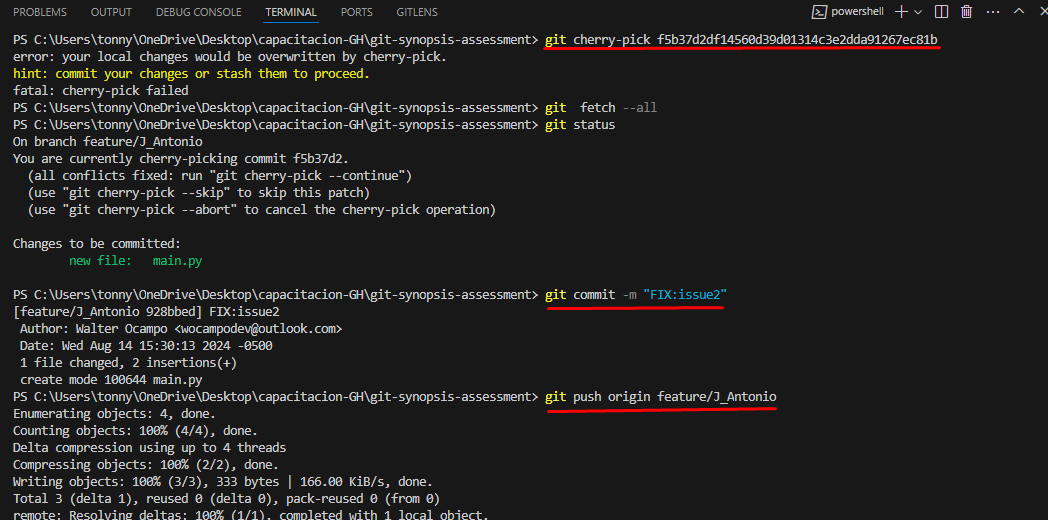 PROBLEMS OUTPUT DEBUG CONSOLE TERMINAL PORTS GITLENS powershell
PS C:\Users\tonny\OneDrive\Desktop\capacitacion-GH\git-synopsis-assessment> git cherry-pick f5b37d2df14560d39d01314c3e2dda91267ec81b
error: your local changes would be overwritten by cherry-pick.
hint: commit your changes or stash them to proceed.
fatal: cherry-pick failed
PS C:\Users\tonny\OneDrive\Desktop\capacitacion-GH\git-synopsis-assessment> git  fetch --all
PS C:\Users\tonny\OneDrive\Desktop\capacitacion-GH\git-synopsis-assessment> git status
On branch feature/J_Antonio
You are currently cherry-picking commit f5b37d2.
  (all conflicts fixed: run "git cherry-pick --continue")
  (use "git cherry-pick --skip" to skip this patch)
  (use "git cherry-pick --abort" to cancel the cherry-pick operation)
Changes to be committed:
        new file:   main.py
PS C:\Users\tonny\OneDrive\Desktop\capacitacion-GH\git-synopsis-assessment> git commit -m "FIX:issue2"
[feature/J_Antonio 928bbed] FIX:issue2
 Author: Walter Ocampo <wocampodev@outlook.com>
 Date: Wed Aug 14 15:30:13 2024 -0500
 1 file changed, 2 insertions(+)
 create mode 100644 main.py
PS C:\Users\tonny\OneDrive\Desktop\capacitacion-GH\git-synopsis-assessment> git push origin feature/J_Antonio
Enumerating objects: 4, done.
Counting objects: 100% (4/4), done.
Delta compression using up to 4 threads
Compressing objects: 100% (2/2), done.
Writing objects: 100% (3/3), 333 bytes | 166.00 KiB/s, done.
Total 3 (delta 1), reused 0 (delta 0), pack-reused 0 (from 0)
remote: Resolving deltas: 100% (1/1), completed with 1 local object.